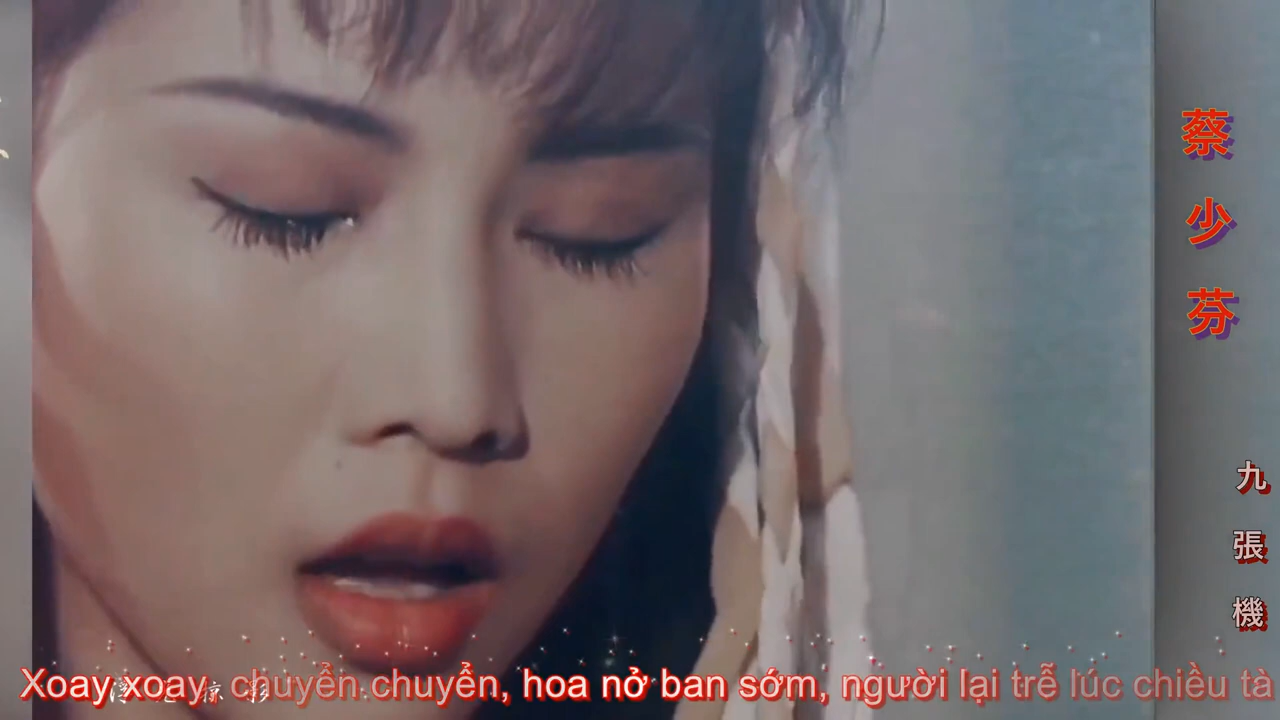 蔡少芬
九張機
Xoay xoay, chuyển chuyển, hoa nở ban sớm, người lại trễ lúc chiều tà